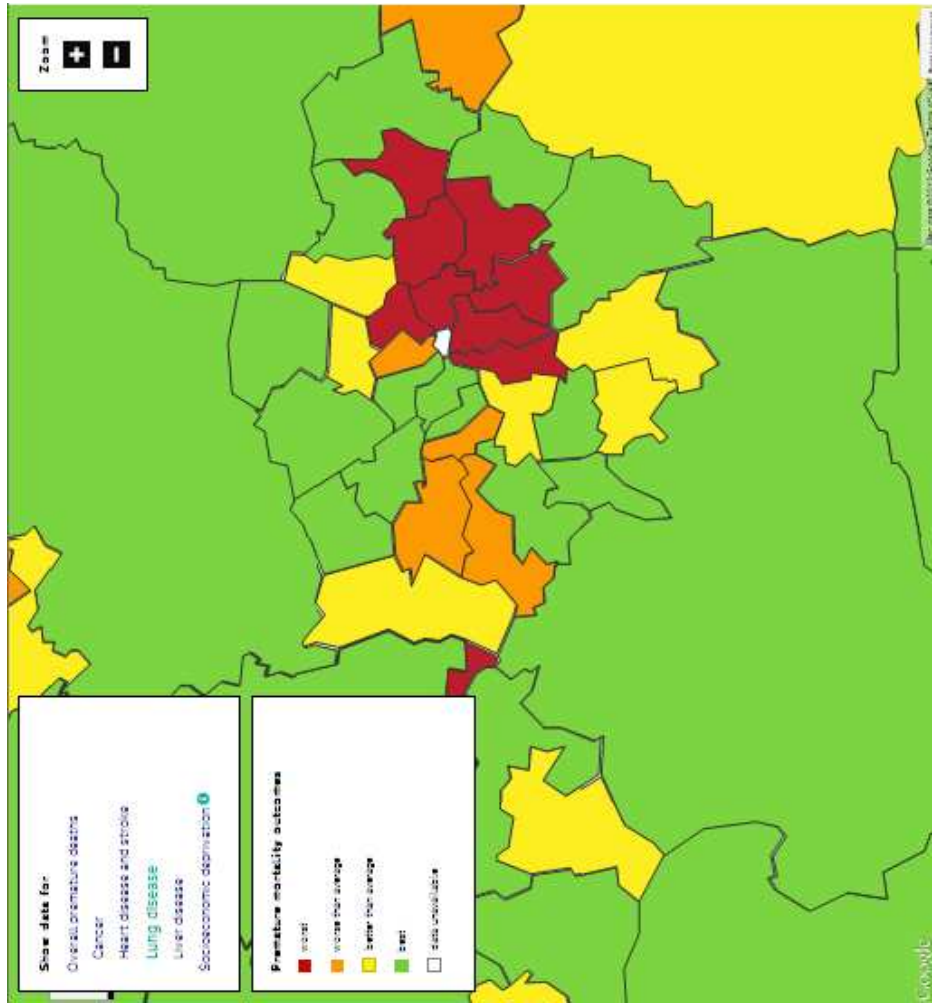 Zoom
+
−
Show data for
Overall premature deaths
Cancer
Heart disease and stroke
Lung disease
Liver disease
Socioeconomic deprivation
Premature mortality outcomes
worst
worse than average
better than average
best
data unavailable
Google